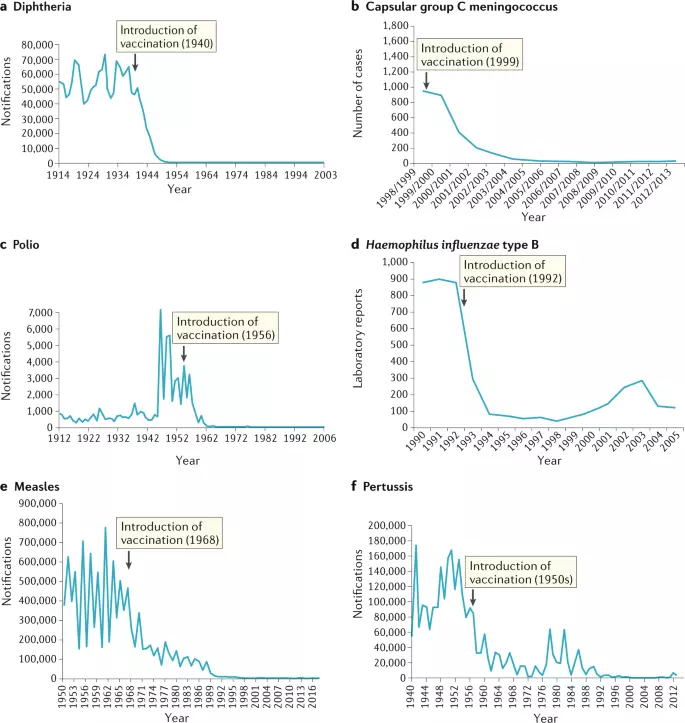 a Diphtheria
Introduction of
vaccination (1940)
Notifications
80,000
70,000
60,000
50,000
40,000
30,000
20,000
10,000
0
1914 1924 1934 1944 1954 1964 1974 1984 1994 2003
Year
b Capsular group C meningococcus
Introduction of
vaccination (1999)
Number of cases
1,800
1,600
1,400
1,200
1,000
800
600
400
200
0
1998/1999 1999/2000 2000/2001 2001/2002 2002/2003 2003/2004 2004/2005 2005/2006 2006/2007 2007/2008 2008/2009 2009/2010 2010/2011 2011/2012 2012/2013
Year
c Polio
Introduction of
vaccination (1956)
Notifications
7,000
6,000
5,000
4,000
3,000
2,000
1,000
0
1912 1922 1932 1942 1952 1962 1972 1982 1992 2006
Year
d Haemophilus influenzae type B
Introduction of
vaccination (1992)
Laboratory reports
1,000
900
800
700
600
500
400
300
200
100
0
1990 1991 1992 1993 1994 1995 1996 1997 1998 1999 2000 2001 2002 2003 2004 2005
Year
e Measles
Introduction of
vaccination (1968)
Notifications
900,000
800,000
700,000
600,000
500,000
400,000
300,000
200,000
100,000
0
1950 1953 1956 1959 1962 1965 1968 1971 1974 1977 1980 1983 1986 1989 1992 1995 1998 2001 2004 2007 2010 2013 2016
Year
f Pertussis
Introduction of
vaccination (1950s)
Notifications
200,000
180,000
160,000
140,000
120,000
100,000
80,000
60,000
40,000
20,000
0
1940 1944 1948 1952 1956 1960 1964 1968 1972 1976 1980 1984 1988 1992 1996 2000 2004 2008 2012
Year